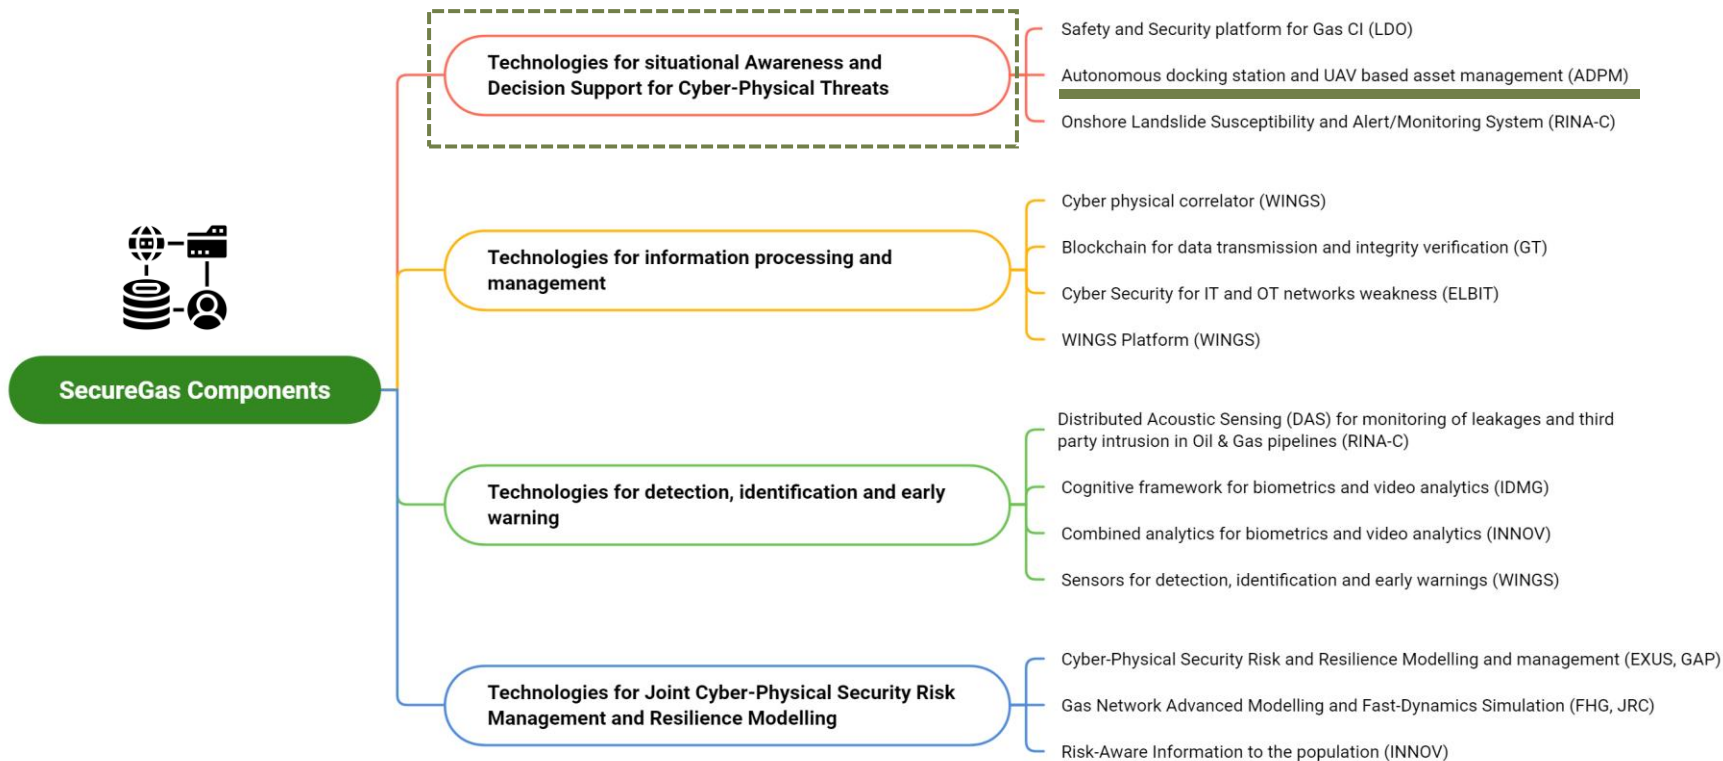 SecureGas Components
Technologies for situational Awareness and
Decision Support for Cyber-Physical Threats
Safety and Security platform for Gas CI (LDO)
Autonomous docking station and UAV based asset management (ADPM)
Onshore Landslide Susceptibility and Alert/Monitoring System (RINA-C)
Technologies for information processing and
management
Cyber physical correlator (WINGS)
Blockchain for data transmission and integrity verification (GT)
Cyber Security for IT and OT networks weakness (ELBIT)
WINGS Platform (WINGS)
Technologies for detection, identification and early
warning
Distributed Acoustic Sensing (DAS) for monitoring of leakages and third
party intrusion in Oil & Gas pipelines (RINA-C)
Cognitive framework for biometrics and video analytics (IDMG)
Combined analytics for biometrics and video analytics (INNOV)
Sensors for detection, identification and early warnings (WINGS)
Technologies for Joint Cyber-Physical Security Risk
Management and Resilience Modelling
Cyber-Physical Security Risk and Resilience Modelling and management (EXUS, GAP)
Gas Network Advanced Modelling and Fast-Dynamics Simulation (FHG, JRC)
Risk-Aware Information to the population (INNOV)